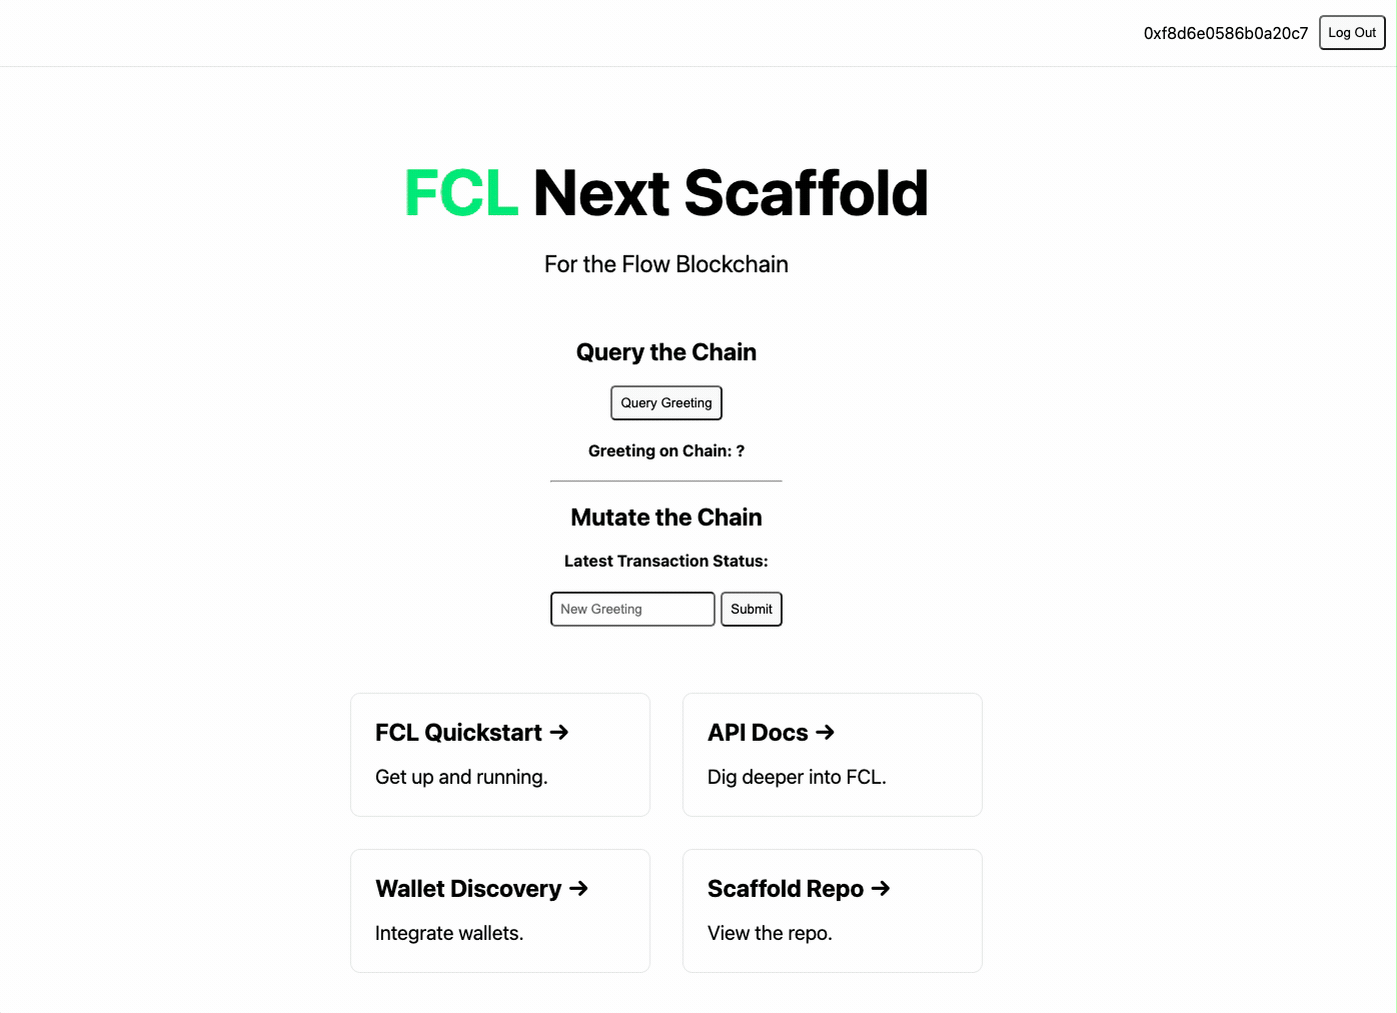 0xf8d6e0586b0a20c7 Log Out
FCL Next Scaffold
For the Flow Blockchain
Query the Chain
Query Greeting
Greeting on Chain: ?
Mutate the Chain
Latest Transaction Status:
New Greeting Submit
FCL Quickstart →
Get up and running.
API Docs →
Dig deeper into FCL.
Wallet Discovery →
Integrate wallets.
Scaffold Repo →
View the repo.